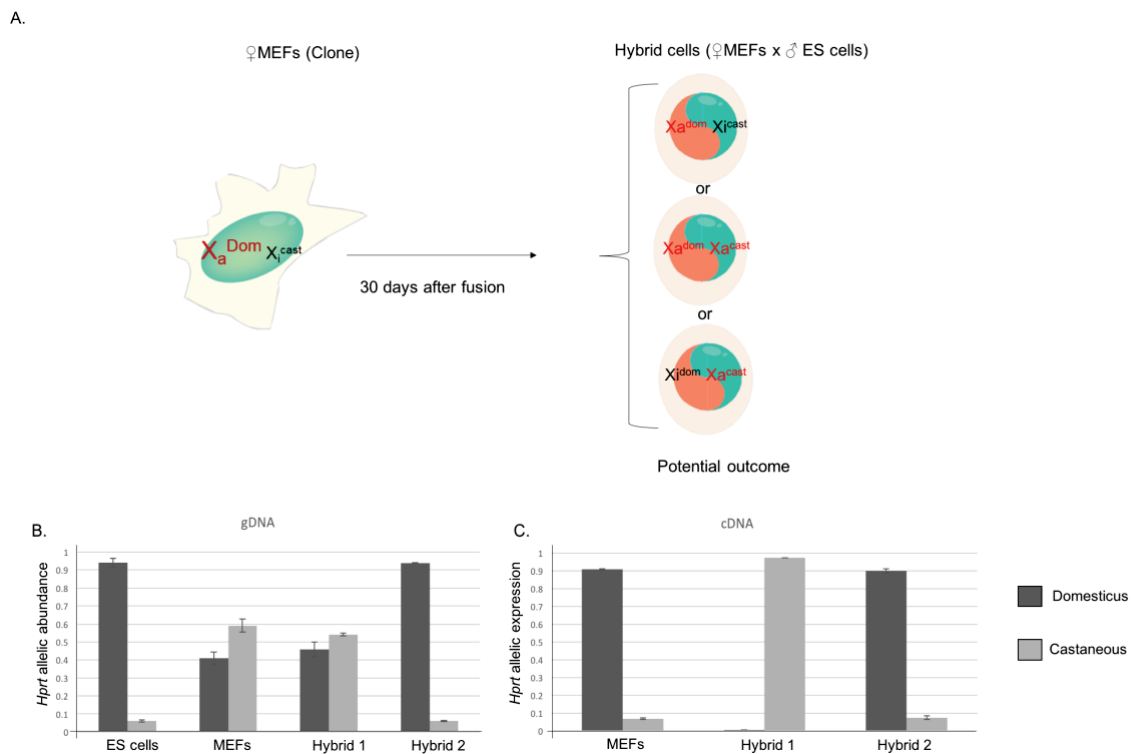 A.
♀MEFs (Clone)
Hybrid cells (♀MEFs x ♂ ES cells)
Xa^dom Xi^cast
or
X_a^Dom X_i^cast
Xa^dom Xa^cast
30 days after fusion
or
Xi^dom Xa^cast
Potential outcome
B.
gDNA
Hprt allelic abundance
1
0.9
0.8
0.7
0.6
0.5
0.4
0.3
0.2
0.1
0
ES cells MEFs Hybrid 1 Hybrid 2
C.
cDNA
Hprt allelic expression
1
0.9
0.8
0.7
0.6
0.5
0.4
0.3
0.2
0.1
0
MEFs Hybrid 1 Hybrid 2
Domesticus
Castaneous